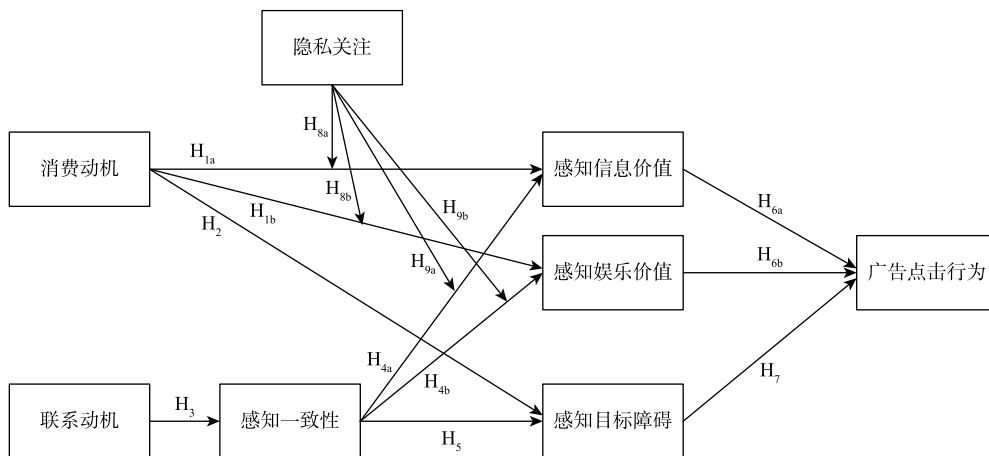 隐私关注
H8a
消费动机
H1a
感知信息价值
H8b
H9b
H6a
H1b
H2
H9a
感知娱乐价值
H6b
广告点击行为
H4a
H4b
H7
联系动机
H3
感知一致性
H5
感知目标障碍